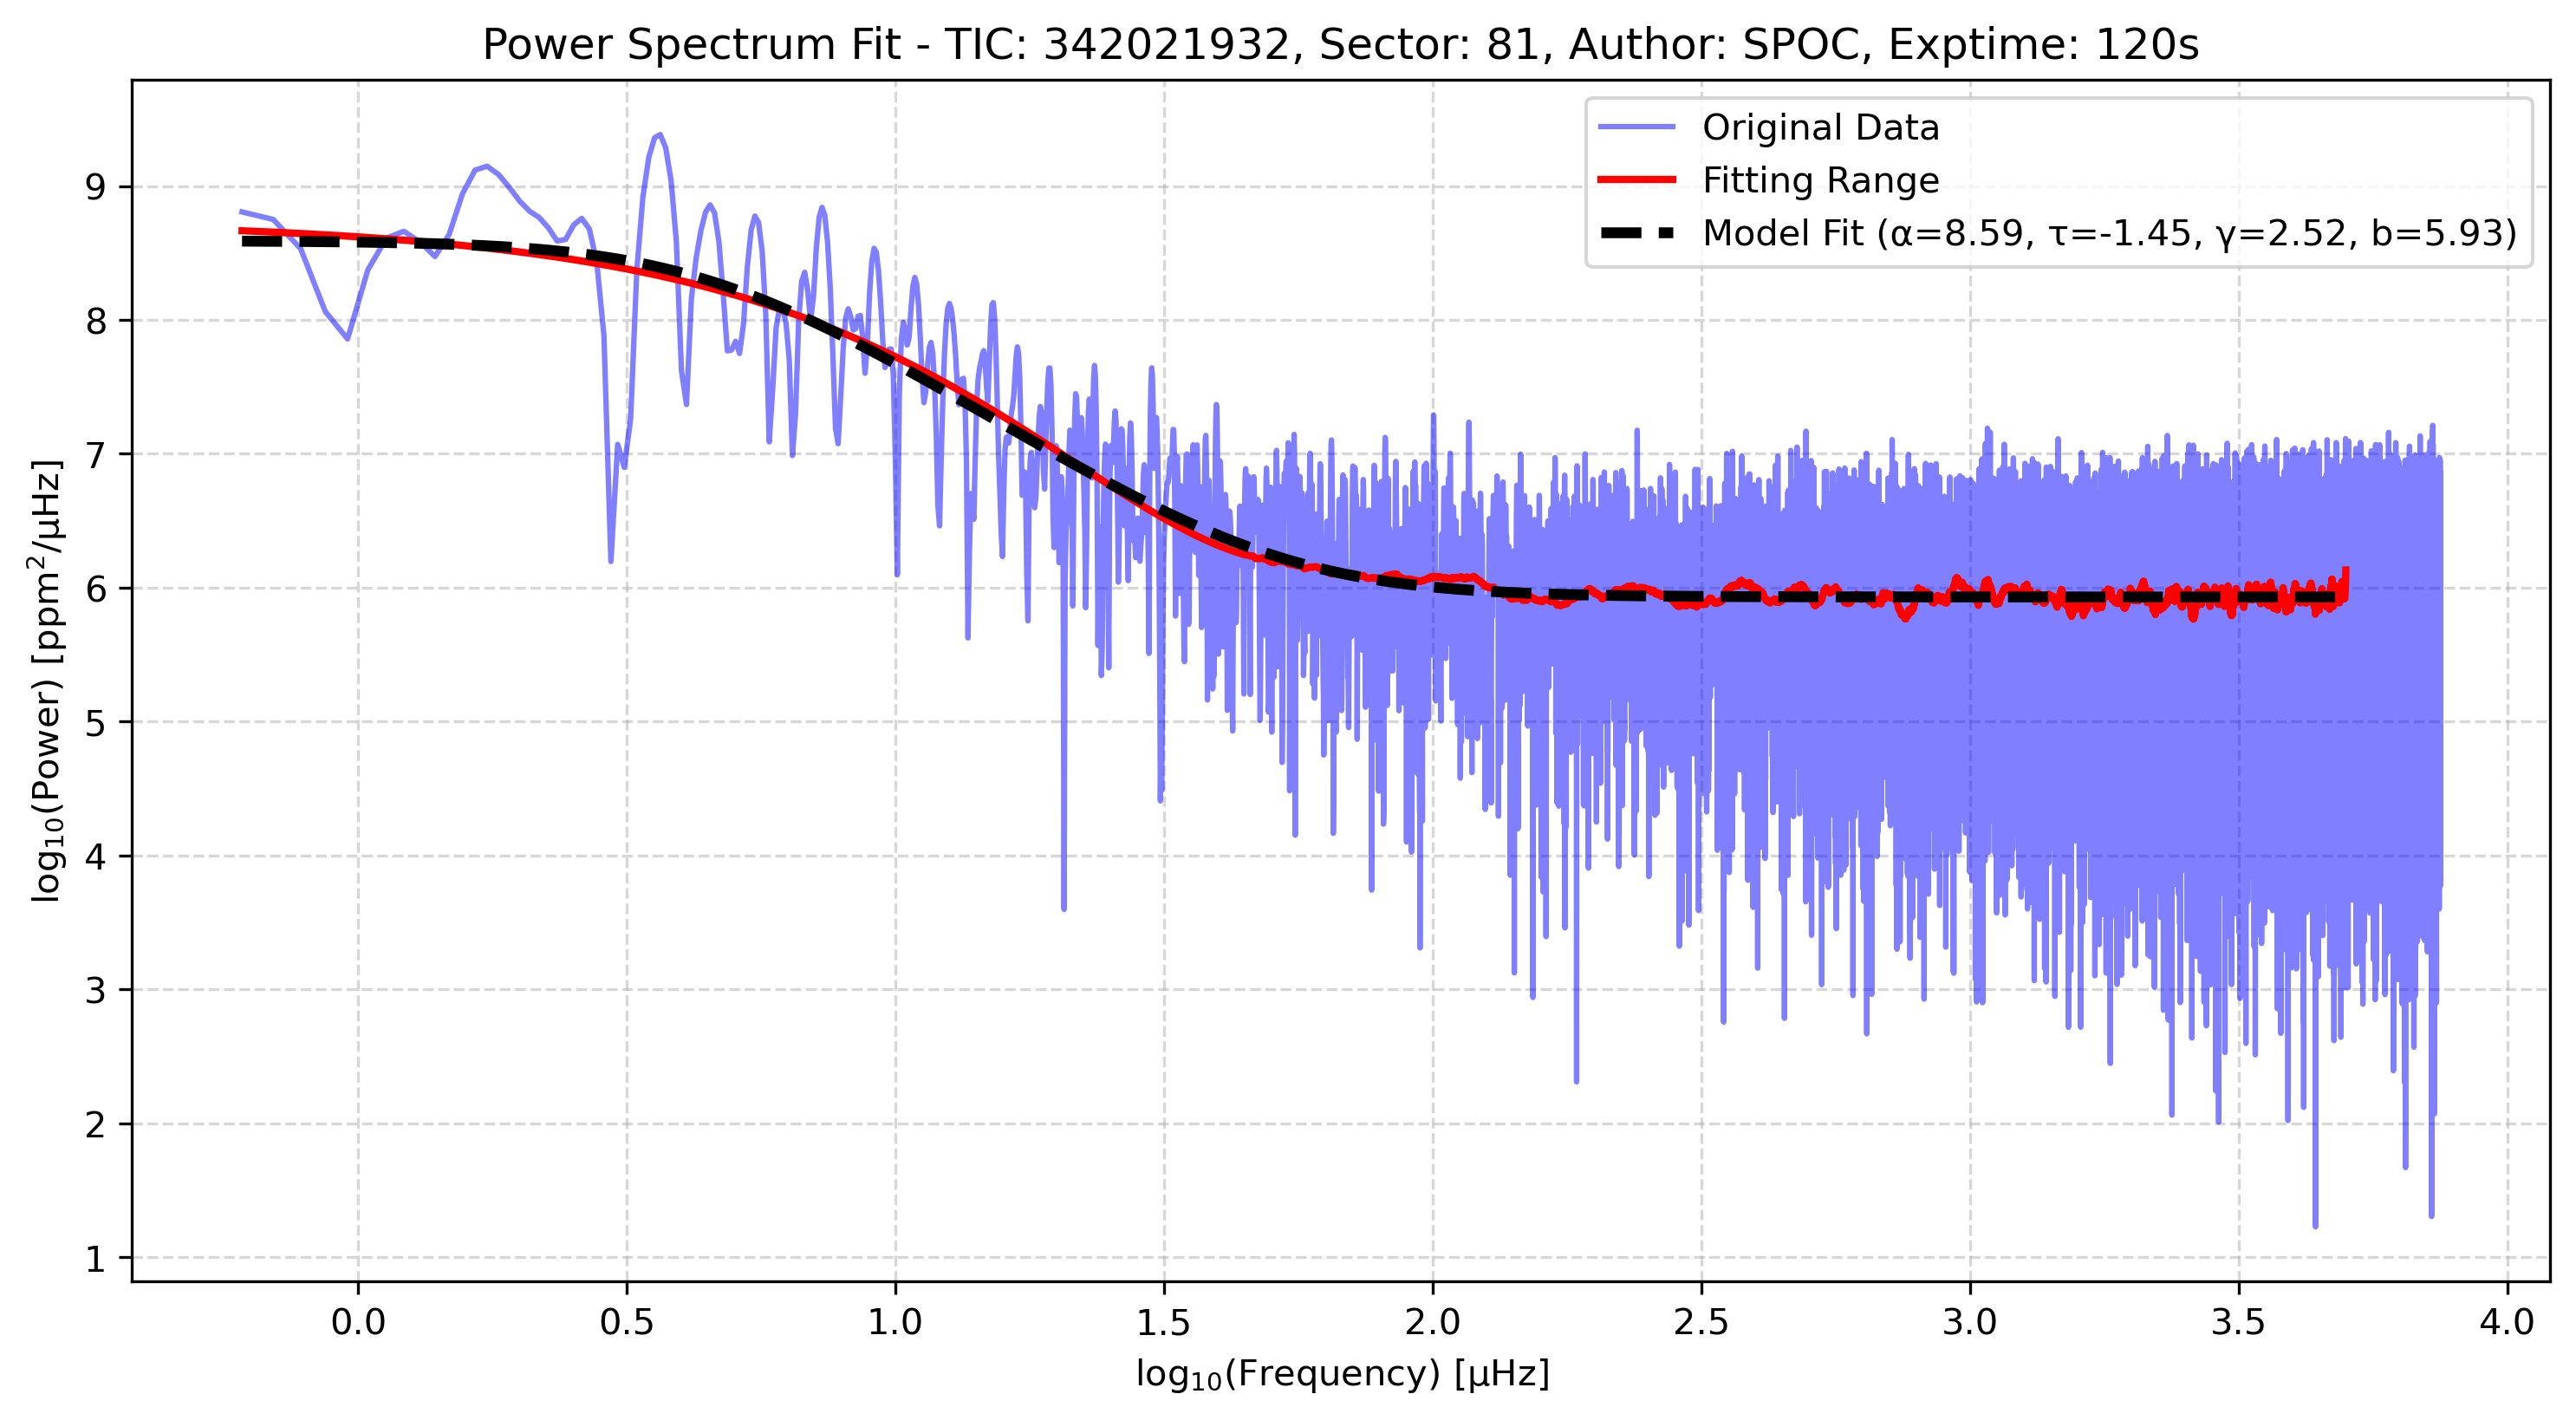 Power Spectrum Fit - TIC: 342021932, Sector: 81, Author: SPOC, Exptime: 120s
Original Data
Fitting Range
Model Fit (α=8.59, τ=-1.45, γ=2.52, b=5.93)
log₁₀(Power) [ppm²/μHz]
9
8
7
6
5
4
3
2
1
0.0 0.5 1.0 1.5 2.0 2.5 3.0 3.5 4.0
log₁₀(Frequency) [μHz]